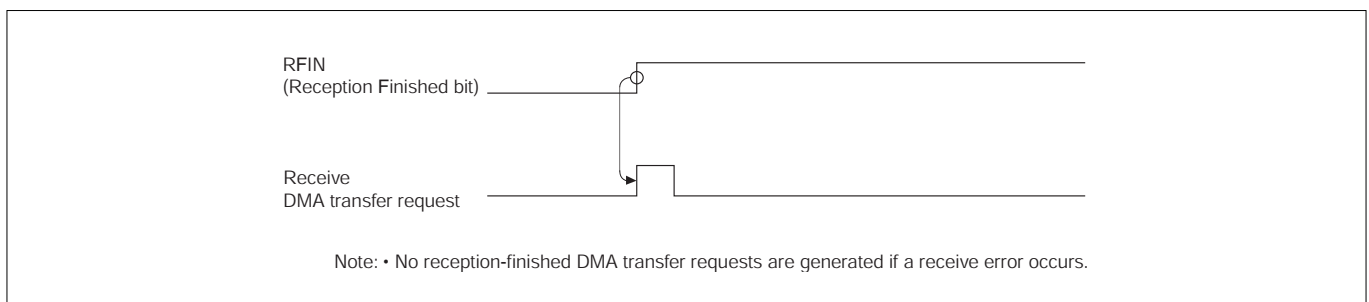 RFIN
(Reception Finished bit)
Receive
DMA transfer request
Note: • No reception-finished DMA transfer requests are generated if a receive error occurs.